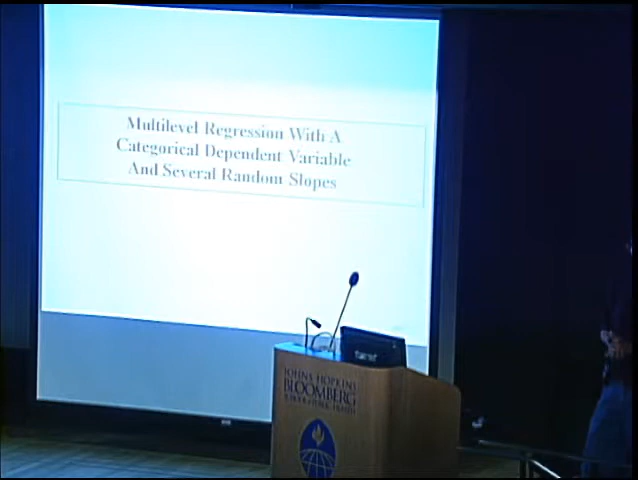 Multilevel Regression With A
Categorical Dependent Variable
And Several Random Slopes
JOHNS HOPKINS
BLOOMBERG